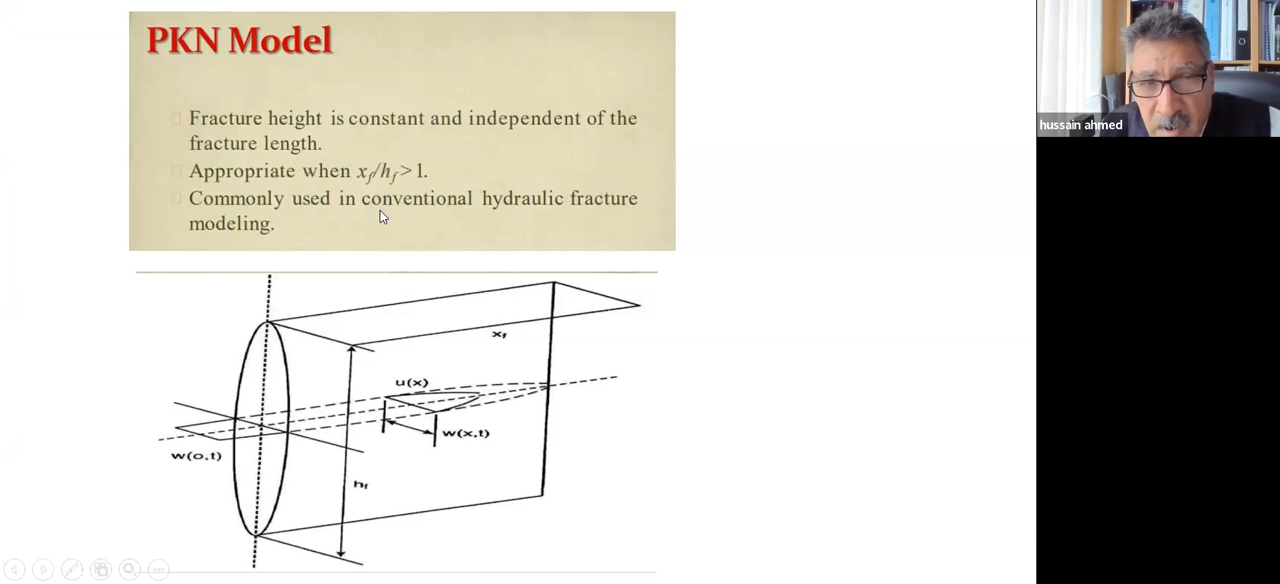 PKN Model
Fracture height is constant and independent of the
fracture length.
Appropriate when xf/hf > 1.
Commonly used in conventional hydraulic fracture
modeling.
hussain ahmed
xf
u(x)
w(x,t)
w(o,t)
hf